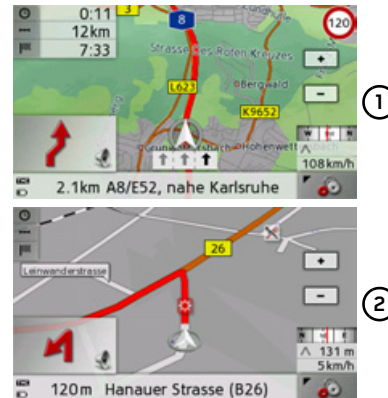 0:11
12km
7:33
3
8
120
Strasse des Roten Kreuzes
Bergwald
L623
K9652
Hohenwett
108km/h
2.1km A8/E52, nahe Karlsruhe
1
26
Leinwanderstrasse
131 m
5km/h
120m Hanauer Strasse (B26)
2